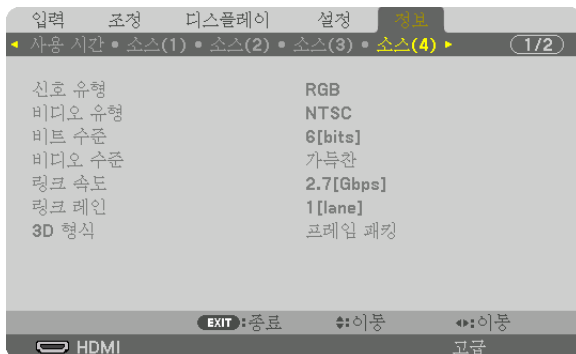 입력 조정 디스플레이 설정 정보
◂ 사용 시간 • 소스(1) • 소스(2) • 소스(3) • 소스(4) ▸ 1/2
신호 유형 RGB
비디오 유형 NTSC
비트 수준 6[bits]
비디오 수준 가득찬
링크 속도 2.7[Gbps]
링크 레인 1[lane]
3D 형식 프레임 패킹
EXIT:종료 :이동 :이동
HDMI 고급